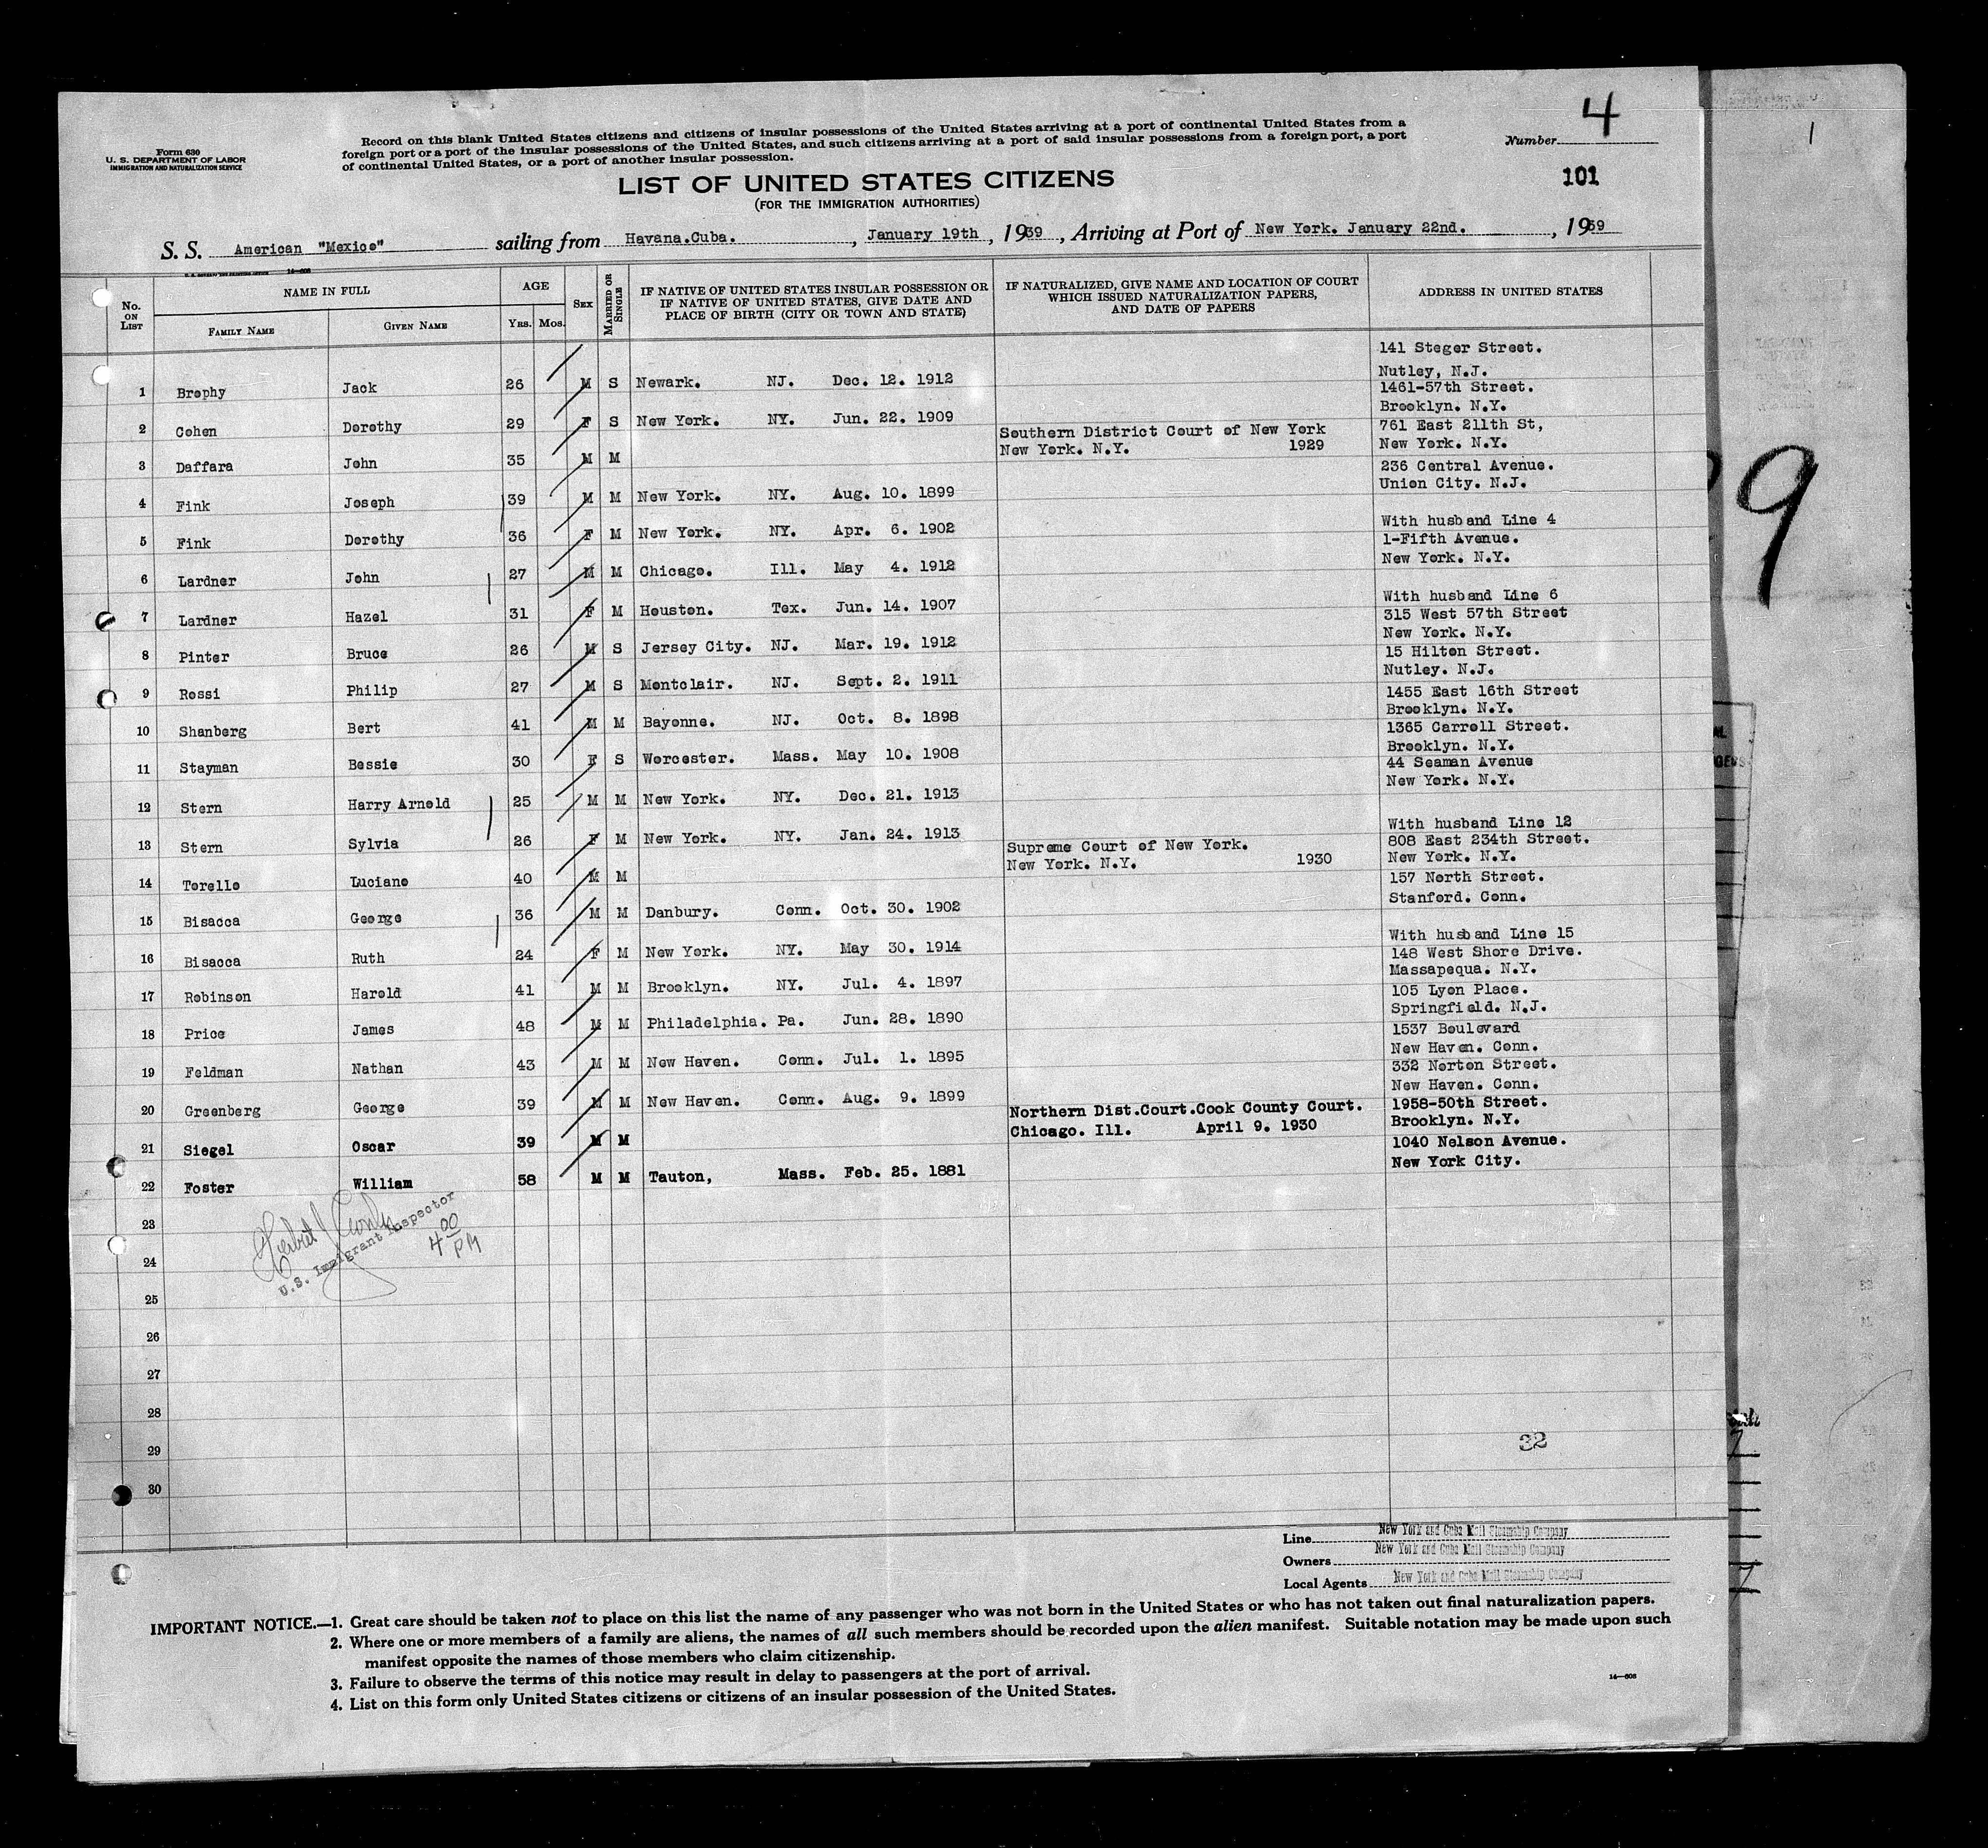 4
Form 630
U. S. DEPARTMENT OF LABOR
IMMIGRATION AND NATURALIZATION SERVICE
Record on this blank United States citizens and citizens of insular possessions of the United States arriving at a port of continental United States from a
foreign port or a port of the insular possessions of the United States, and such citizens arriving at a port of said insular possessions from a foreign port, a port
of continental United States, or a port of another insular possession.
Number
101
LIST OF UNITED STATES CITIZENS
(FOR THE IMMIGRATION AUTHORITIES)
S. S. American "Mexico" sailing from Havana.Cuba. , January 19th , 1939 , Arriving at Port of New York. January 22nd. , 1939
No. ON LIST
NAME IN FULL
FAMILY NAME
GIVEN NAME
AGE
YRS. MOS.
SEX
MARRIED OR SINGLE
IF NATIVE OF UNITED STATES INSULAR POSSESSION OR
IF NATIVE OF UNITED STATES, GIVE DATE AND
PLACE OF BIRTH (CITY OR TOWN AND STATE)
IF NATURALIZED, GIVE NAME AND LOCATION OF COURT
WHICH ISSUED NATURALIZATION PAPERS,
AND DATE OF PAPERS
ADDRESS IN UNITED STATES
141 Steger Street.
Nutley, N.J.
1 Brophy Jack 26 M S Newark. NJ. Dec. 12. 1912
1461-57th Street.
Brooklyn. N.Y.
2 Cohen Dorothy 29 F S New York. NY. Jun. 22. 1909
Southern District Court of New York
New York. N.Y. 1929
761 East 211th St,
New York. N.Y.
3 Daffara John 35 M M
236 Central Avenue.
Union City. N.J.
4 Fink Joseph 39 M M New York. NY. Aug. 10. 1899
With husband Line 4
5 Fink Dorothy 36 F M New York. NY. Apr. 6. 1902
1-Fifth Avenue.
New York. N.Y.
6 Lardner John 27 M M Chicago. Ill. May 4. 1912
With husband Line 6
7 Lardner Hazel 31 F M Houston. Tex. Jun. 14. 1907
315 West 57th Street
New York. N.Y.
8 Pinter Bruce 26 M S Jersey City. NJ. Mar. 19. 1912
15 Hilton Street.
Nutley. N.J.
9 Rossi Philip 27 M S Montclair. NJ. Sept. 2. 1911
1455 East 16th Street
Brooklyn. N.Y.
10 Shanberg Bert 41 M M Bayonne. NJ. Oct. 8. 1898
1365 Carroll Street.
Brooklyn. N.Y.
11 Stayman Bessie 30 F S Worcester. Mass. May 10. 1908
44 Seaman Avenue
New York. N.Y.
12 Stern Harry Arnold 25 M M New York. NY. Dec. 21. 1913
With husband Line 12
13 Stern Sylvia 26 F M New York. NY. Jan. 24. 1913
Supreme Court of New York.
New York. N.Y. 1930
808 East 234th Street.
New York. N.Y.
14 Torello Luciano 40 M M
157 North Street.
Stanford. Conn.
15 Bisacca George 36 M M Danbury. Conn. Oct. 30. 1902
With husband Line 15
16 Bisacca Ruth 24 F M New York. NY. May 30. 1914
148 West Shore Drive.
Massapequa. N.Y.
17 Robinson Harold 41 M M Brooklyn. NY. Jul. 4. 1897
105 Lyon Place.
Springfield. N.J.
18 Price James 48 M M Philadelphia. Pa. Jun. 28. 1890
1537 Boulevard
New Haven. Conn.
19 Feldman Nathan 43 M M New Haven. Conn. Jul. 1. 1895
332 Norton Street.
New Haven. Conn.
20 Greenberg George 39 M M New Haven. Conn. Aug. 9. 1899
Northern Dist.Court.Cook County Court.
Chicago. Ill. April 9. 1930
1958-50th Street.
Brooklyn. N.Y.
21 Siegel Oscar 39 M M
1040 Nelson Avenue.
New York City.
22 Foster William 58 M M Tauton, Mass. Feb. 25. 1881
23
U.S. Immigrant Inspector
4 00 PM
24
25
26
27
28
29
30
32
Line New York and Cuba Mail Steamship Company
Owners New York and Cuba Mail Steamship Company
Local Agents New York and Cuba Mail Steamship Company
IMPORTANT NOTICE.—1. Great care should be taken not to place on this list the name of any passenger who was not born in the United States or who has not taken out final naturalization papers.
2. Where one or more members of a family are aliens, the names of all such members should be recorded upon the alien manifest. Suitable notation may be made upon such
manifest opposite the names of those members who claim citizenship.
3. Failure to observe the terms of this notice may result in delay to passengers at the port of arrival.
4. List on this form only United States citizens or citizens of an insular possession of the United States.
14—608
9